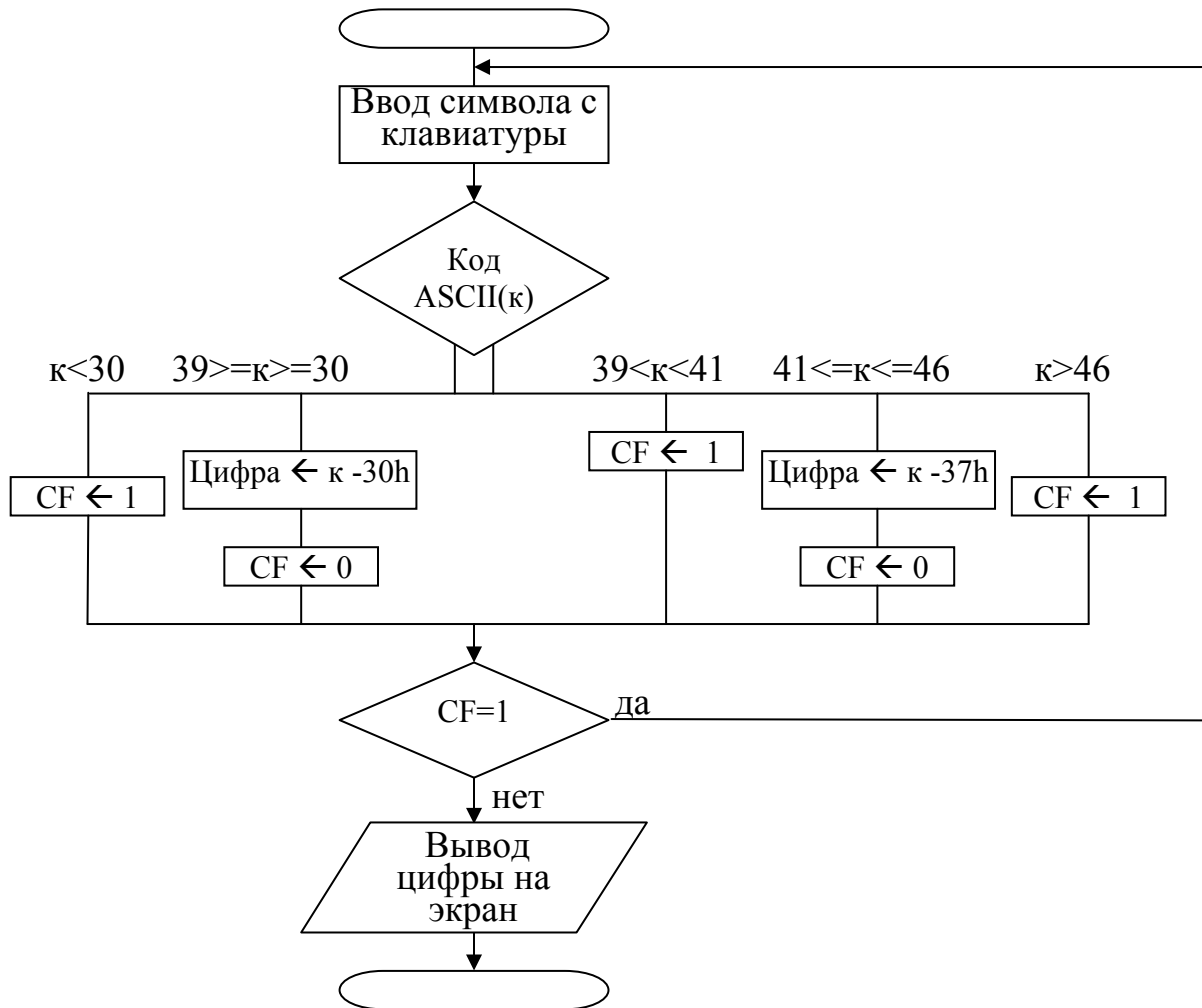 Ввод символа с
клавиатуры
Код
ASCII(к)
к<30
39>=к>=30
39<к<41
41<=к<=46
к>46
CF ← 1
Цифра ← к -30h
CF ← 0
CF ← 1
Цифра ← к -37h
CF ← 0
CF ← 1
CF=1
да
нет
Вывод
цифры на
экран